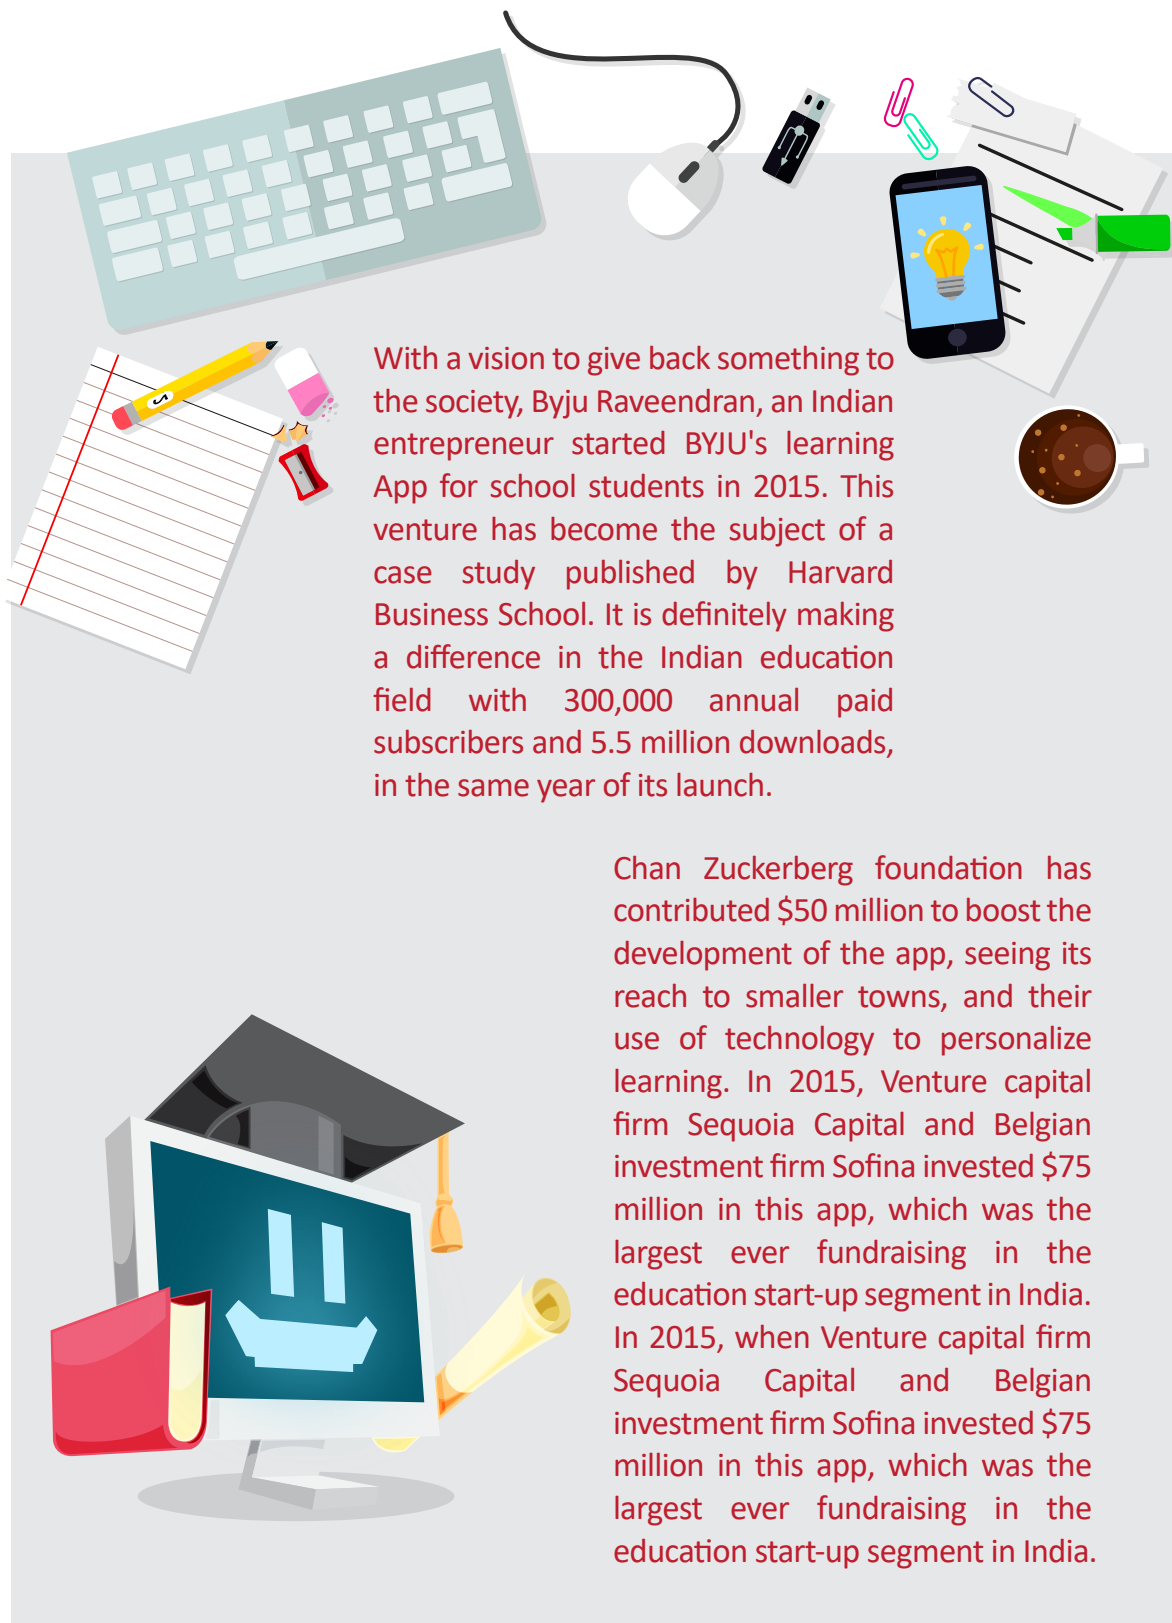 With a vision to give back something to
the society, Byju Raveendran, an Indian
entrepreneur started BYJU's learning
App for school students in 2015. This
venture has become the subject of a
case study published by Harvard
Business School. It is definitely making
a difference in the Indian education
field with 300,000 annual paid
subscribers and 5.5 million downloads,
in the same year of its launch.
Chan Zuckerberg foundation has
contributed $50 million to boost the
development of the app, seeing its
reach to smaller towns, and their
use of technology to personalize
learning. In 2015, Venture capital
firm Sequoia Capital and Belgian
investment firm Sofina invested $75
million in this app, which was the
largest ever fundraising in the
education start-up segment in India.
In 2015, when Venture capital firm
Sequoia Capital and Belgian
investment firm Sofina invested $75
million in this app, which was the
largest ever fundraising in the
education start-up segment in India.